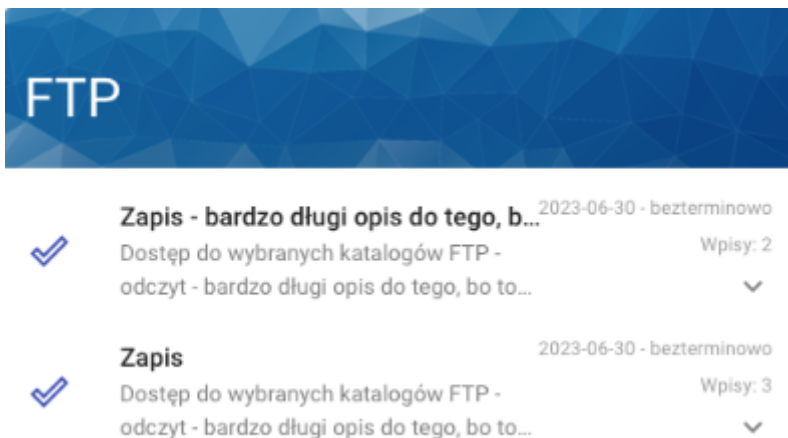 FTP
Zapis - bardzo długi opis do tego, b...
2023-06-30 - bezterminowo
Dostęp do wybranych katalogów FTP -
Wpisy: 2
odczyt - bardzo długi opis do tego, bo to...
Zapis
2023-06-30 - bezterminowo
Dostęp do wybranych katalogów FTP -
Wpisy: 3
odczyt - bardzo długi opis do tego, bo to...